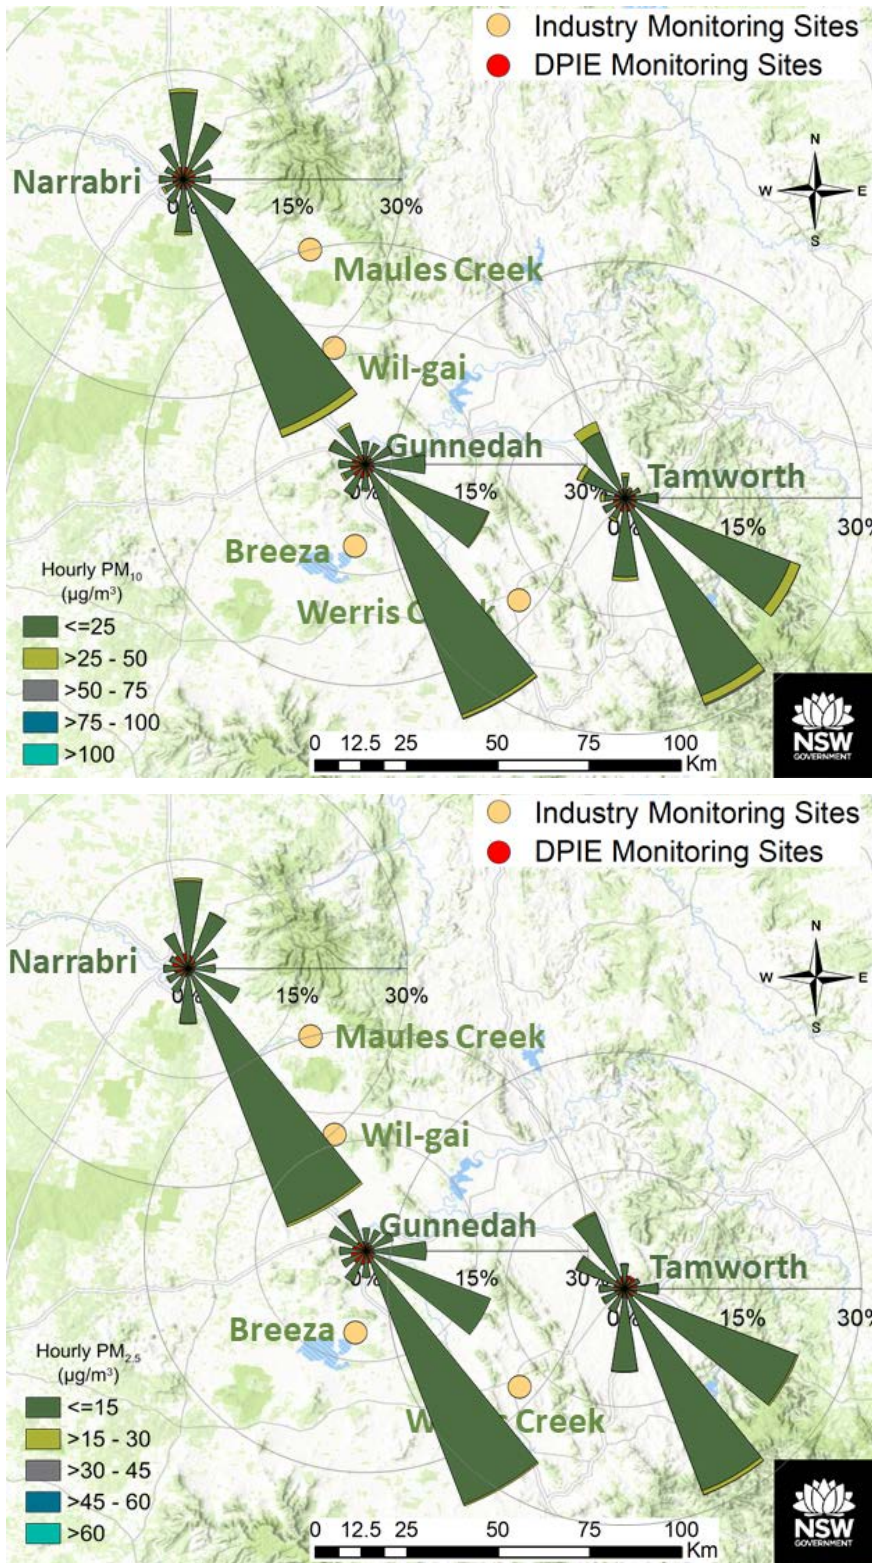 Industry Monitoring Sites
DPIE Monitoring Sites
N
W E
S
Narrabri
0% 15% 30%
Maules Creek
Wil-gai
Gunnedah
0% 15% 30%
Tamworth
0% 15% 30%
Breeza
Werris C k
Hourly PM10
(µg/m³)
<=25
>25 - 50
>50 - 75
>75 - 100
>100
0 12.5 25 50 75 100
Km
NSW
GOVERNMENT
Industry Monitoring Sites
DPIE Monitoring Sites
N
W E
S
Narrabri
0% 15% 30%
Maules Creek
Wil-gai
Gunnedah
0% 15% 30%
Tamworth
0% 15% 30%
Breeza
W s Creek
Hourly PM2.5
(µg/m³)
<=15
>15 - 30
>30 - 45
>45 - 60
>60
0 12.5 25 50 75 100
Km
NSW
GOVERNMENT